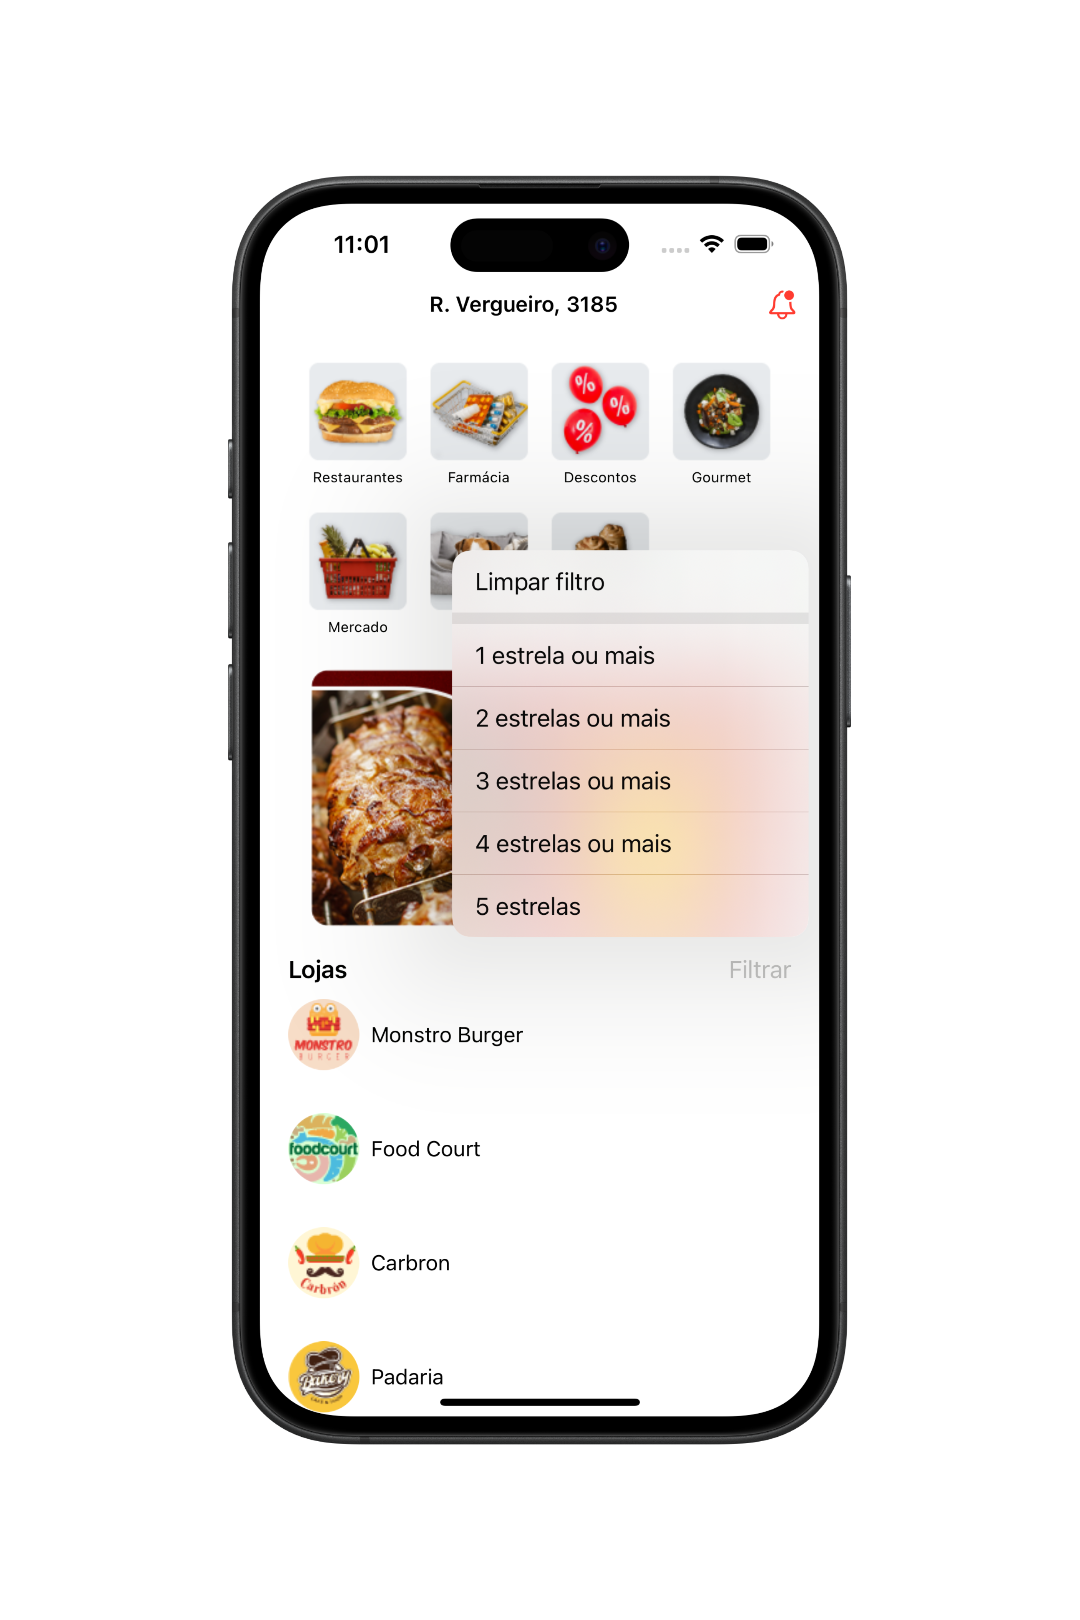 11:01
R. Vergueiro, 3185
%
%
%
Restaurantes
Farmácia
Descontos
Gourmet
Mercado
Limpar filtro
1 estrela ou mais
2 estrelas ou mais
3 estrelas ou mais
4 estrelas ou mais
5 estrelas
Lojas
Filtrar
MONSTRO
BURGER
Monstro Burger
foodcourt
Food Court
Carbrón
Carbron
Bakery
Padaria